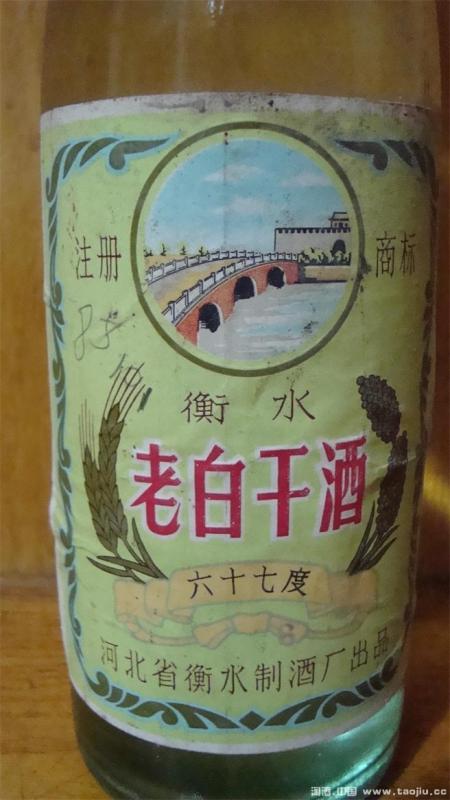 注册 商标
85
衡水
老白干酒
六十七度
河北省衡水制酒厂出品
淘酒.中国 www.taojiu.cc